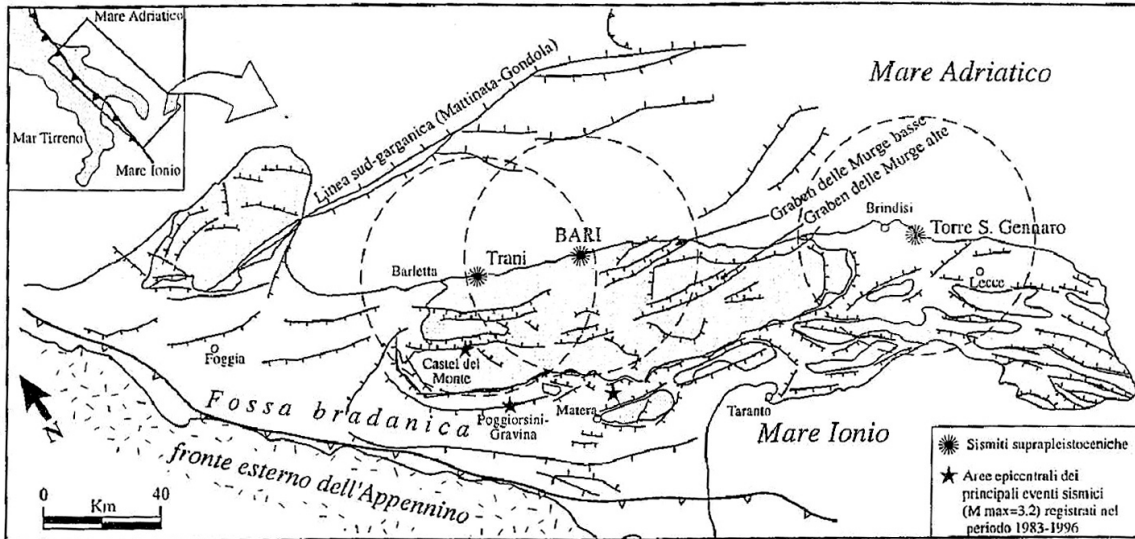 Mare Adriatico
Mar Tirreno
Mare Ionio
Linea sud-garganica (Mattinata-Gondola)
Mare Adriatico
Graben delle Murge basse
Graben delle Murge alte
Brindisi
Torre S. Gennaro
BARI
Trani
Barletta
Lecce
Foggia
Castel del
Monte
Poggiorsini-
Gravina
Matera
Taranto
Fossa bradanica
Mare Ionio
fronte esterno dell'Appennino
N
0 40
Km
Sismiti suprapleistoceniche
Aree epicentrali dei
principali eventi sismici
(M max=3.2) registrati nel
periodo 1983-1996